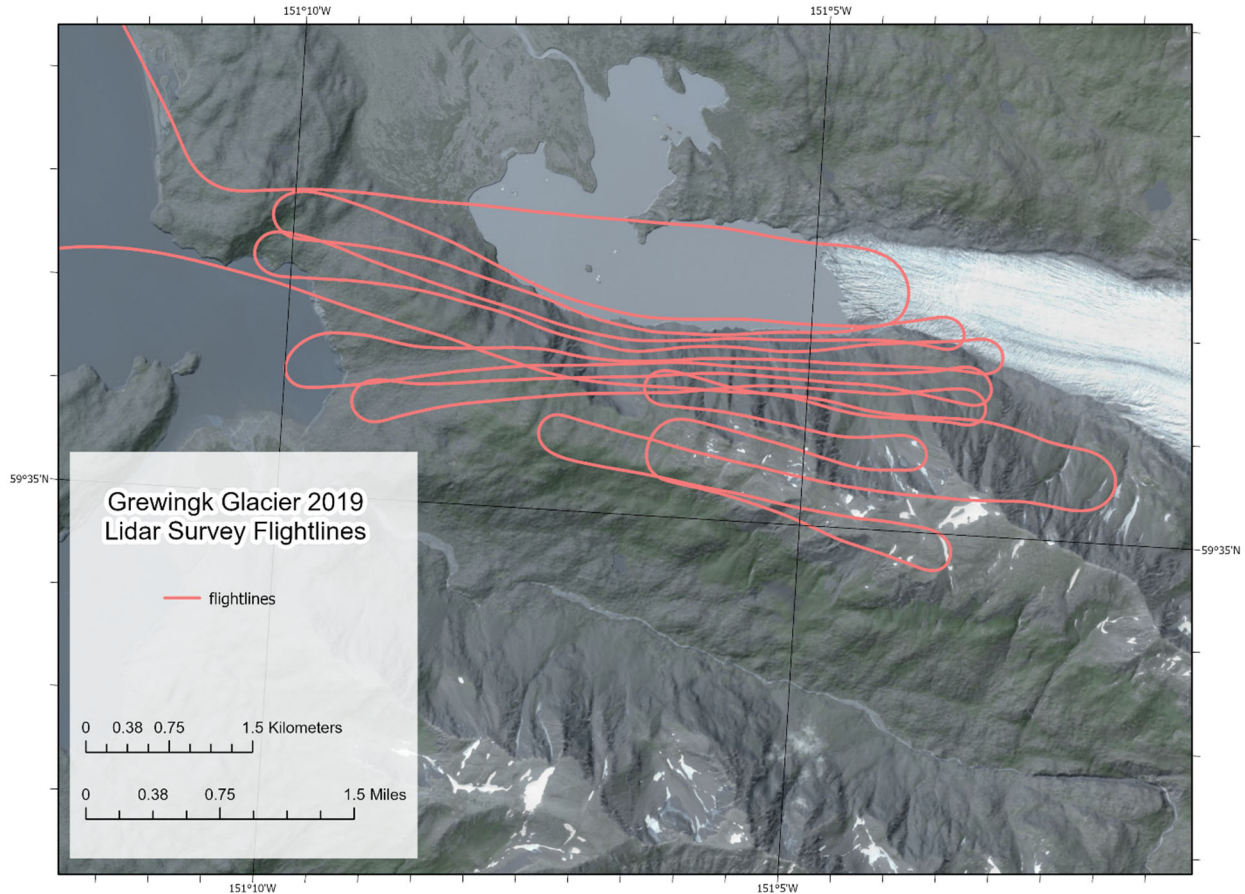 151°10'W
151°5'W
59°35'N
Grewingk Glacier 2019
Lidar Survey Flightlines
flightlines
59°35'N
0 0.38 0.75 1.5 Kilometers
0 0.38 0.75 1.5 Miles
151°10'W
151°5'W